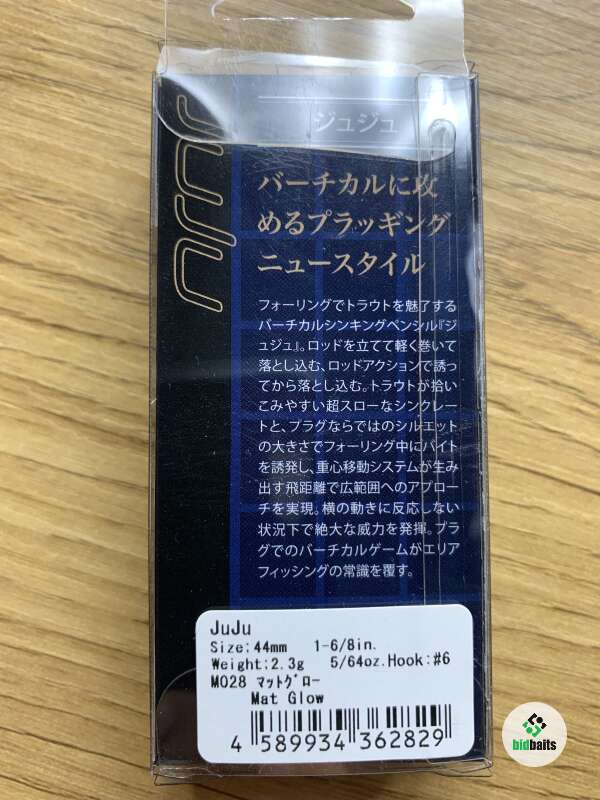 JUJU
ジュジュ
バーチカルに攻
めるプラッギング
ニュースタイル
フォーリングでトラウトを魅了する
バーチカルシンキングペンシル『ジ
ュジュ』。ロッドを立てて軽く巻いて
落とし込む、ロッドアクションで誘っ
てから落とし込む。トラウトが拾い
こみやすい超スローなシンクレー
トと、プラグならではのシルエット
の大きさでフォーリング中にバイト
を誘発し、重心移動システムが生み
出す飛距離で広範囲へのアプロー
チを実現。横の動きに反応しない
状況下で絶大な威力を発揮。プラ
グでのバーチカルゲームがエリア
フィッシングの常識を覆す。
JuJu
Size:44mm 1-6/8in.
Weight:2.3g 5/64oz.Hook:#6
M028 マットグロー
Mat Glow
4 589934 362829
bidbaits